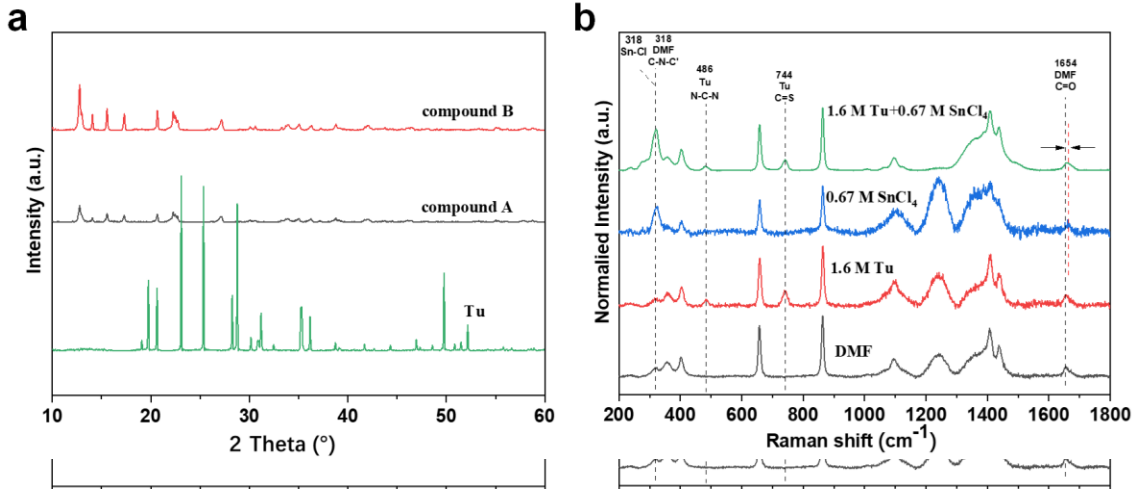 a
Intensity (a.u.)
compound B
compound A
Tu
10 20 30 40 50 60
2 Theta (°)
b
Normalied Intensity (a.u.)
318
Sn-Cl
318
DMF
C-N-C'
486
Tu
N-C-N
744
Tu
C=S
1654
DMF
C=O
1.6 M Tu+0.67 M SnCl4
0.67 M SnCl4
1.6 M Tu
DMF
200 400 600 800 1000 1200 1400 1600 1800
Raman shift (cm-1)